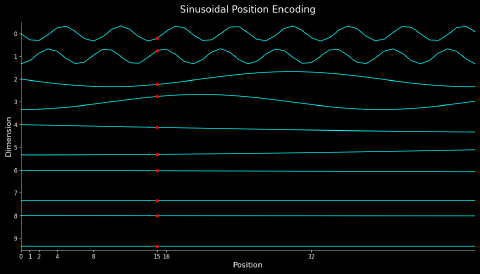 Sinusoidal Position Encoding
Dimension
0
1
2
3
4
5
6
7
8
9
0 1 2 4 8 15 16 32
Position